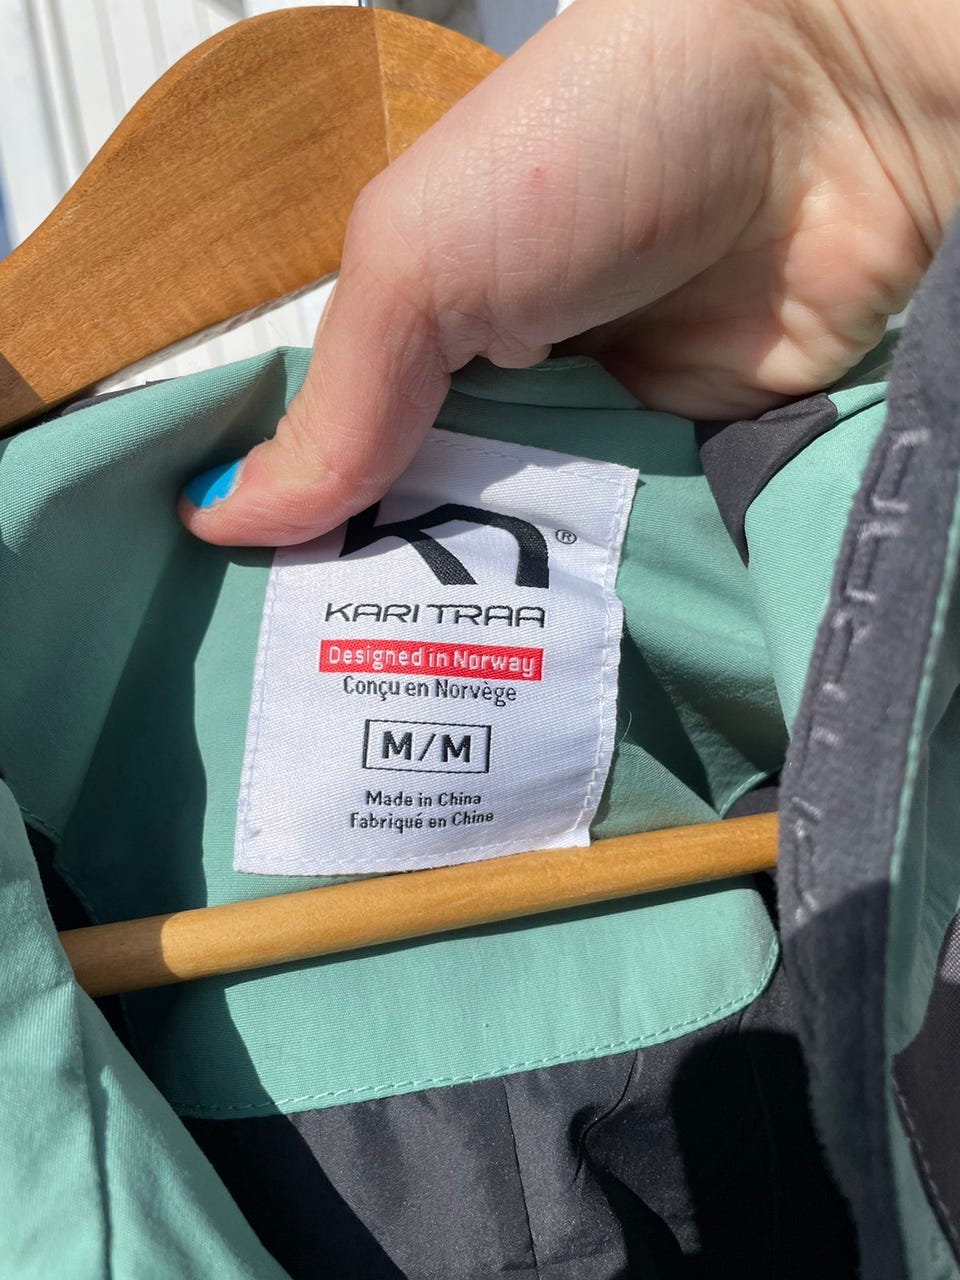 ®
KARI TRAA
Designed in Norway
Conçu en Norvège
M/M
Made in China
Fabriqué en Chine